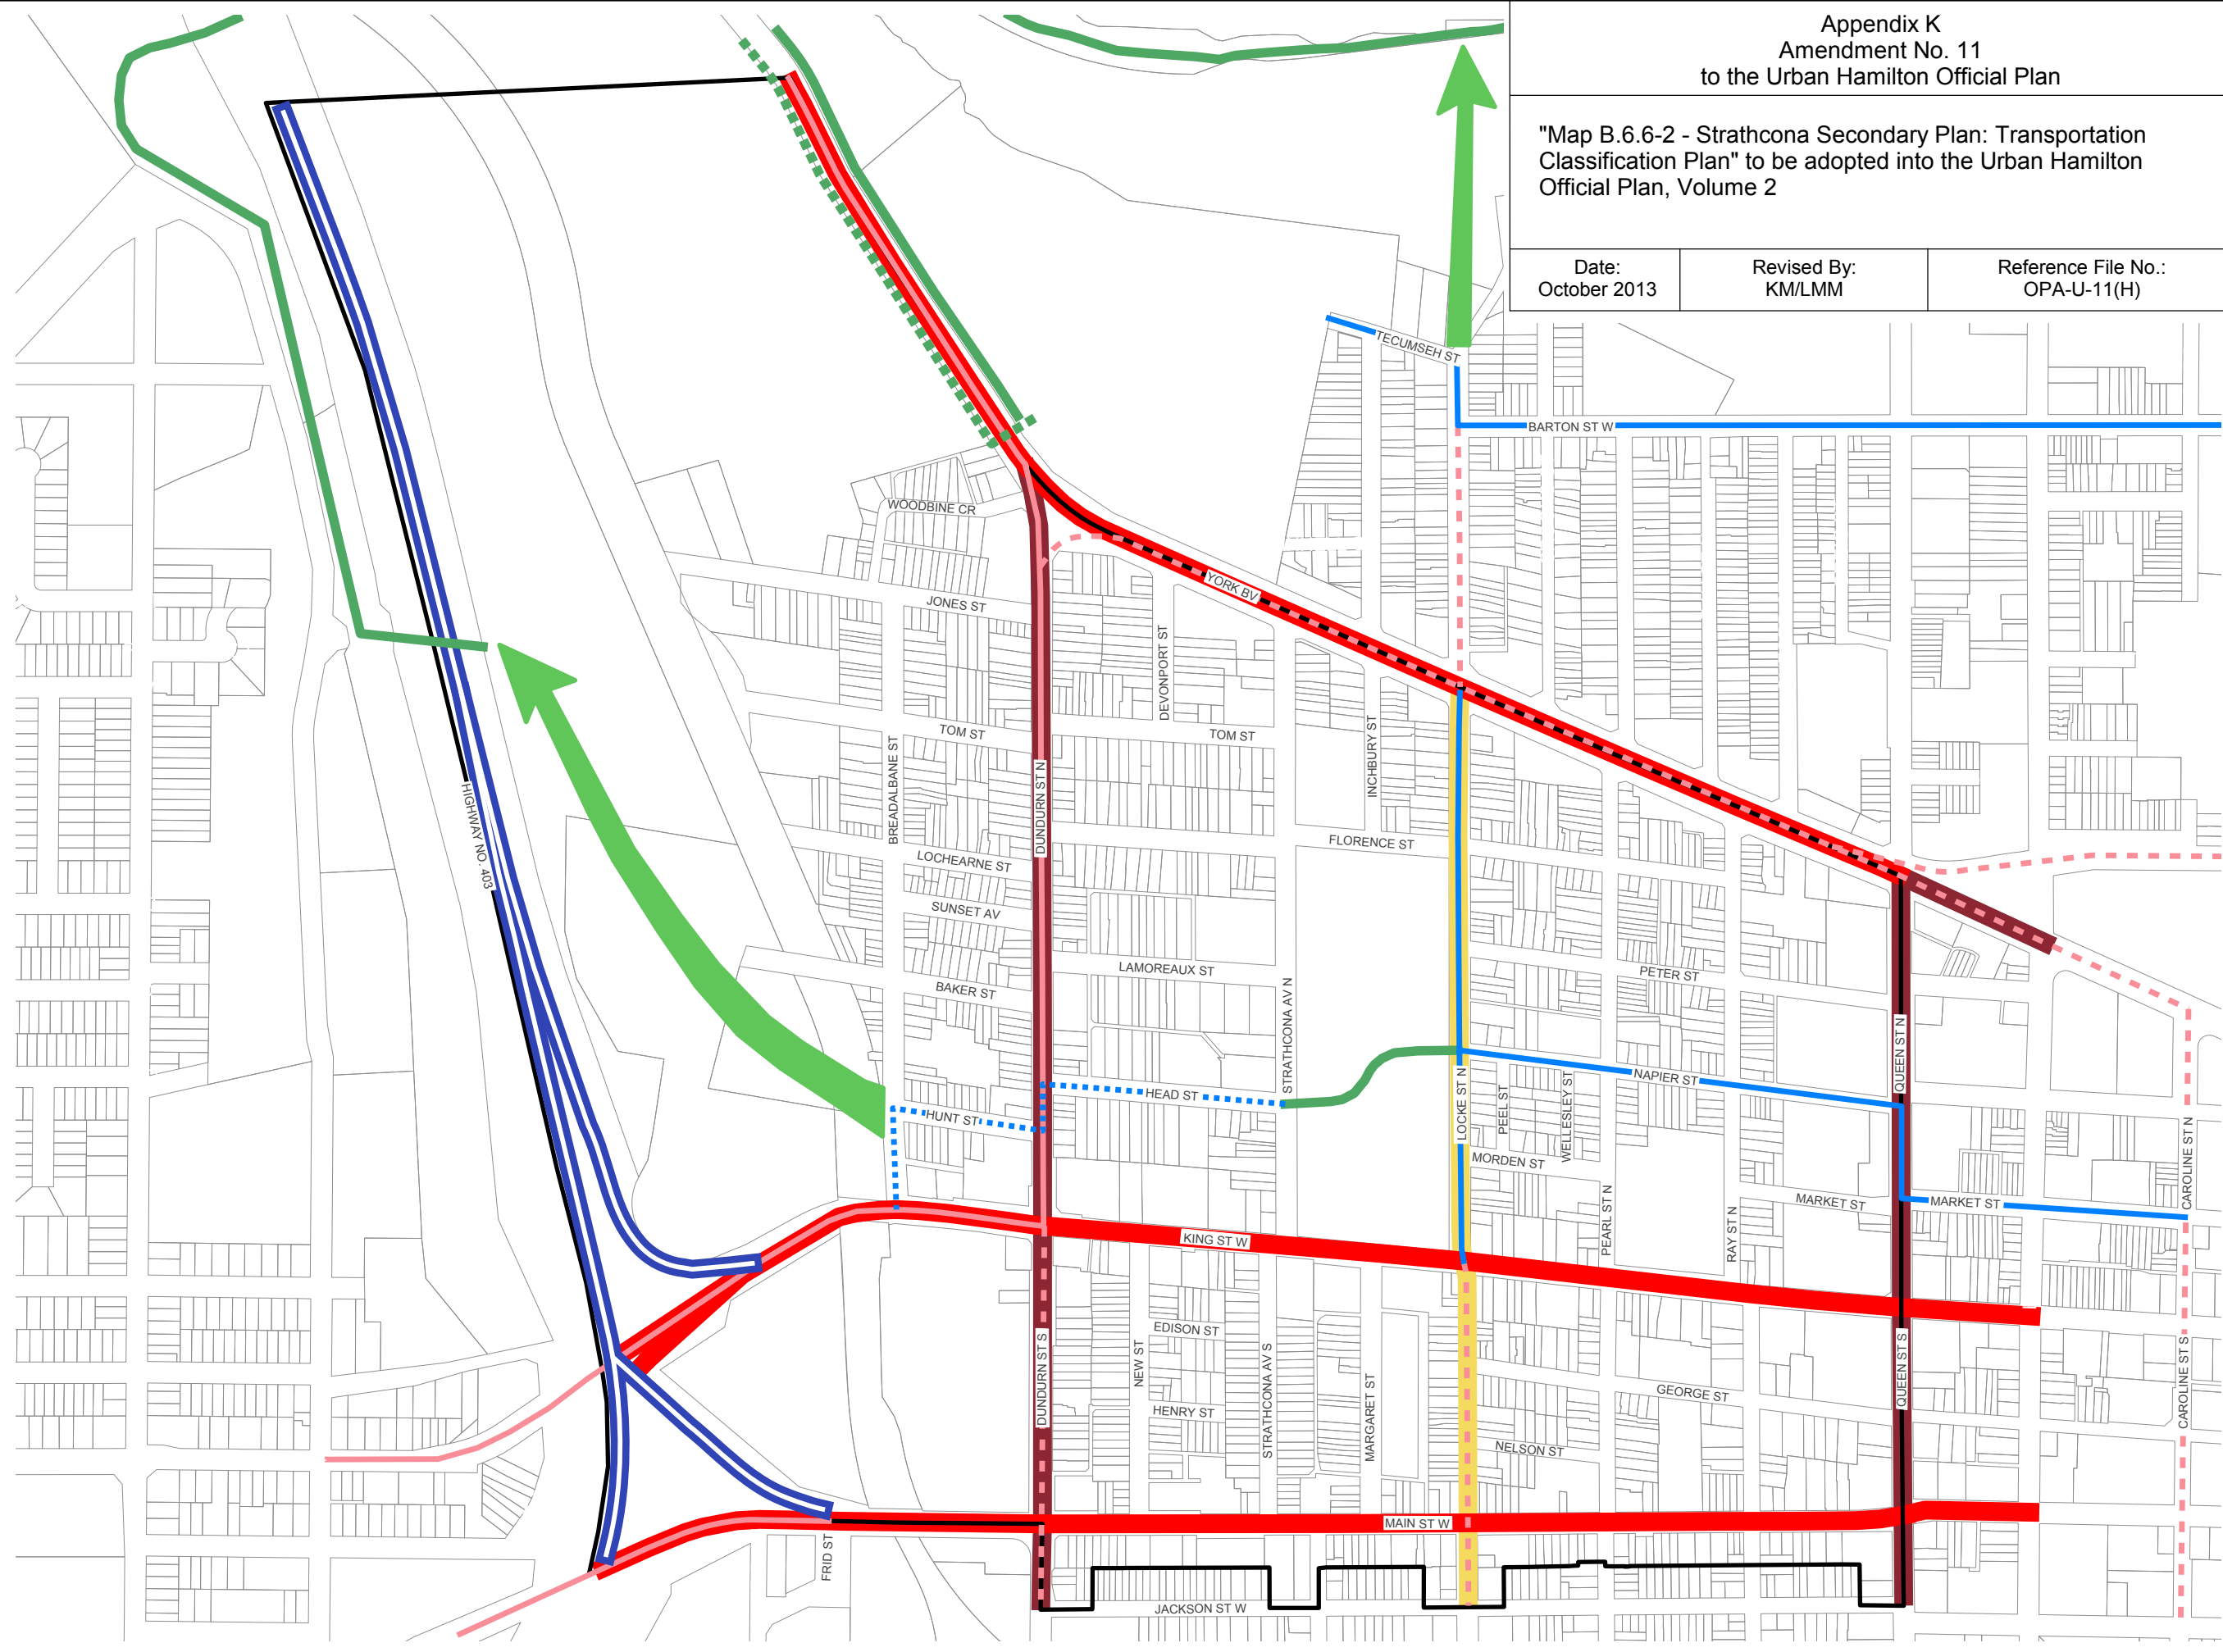 Appendix K
Amendment No. 11
to the Urban Hamilton Official Plan
"Map B.6.6-2 - Strathcona Secondary Plan: Transportation
Classification Plan" to be adopted into the Urban Hamilton
Official Plan, Volume 2
Date:
October 2013
Revised By:
KM/LMM
Reference File No.:
OPA-U-11(H)
TECUMSEH ST
BARTON ST W
WOODBINE CR
YORK BV
JONES ST
DEVONPORT ST
TOM ST
TOM ST
INCHBURY ST
BREADALBANE ST
DUNDURN ST N
HIGHWAY NO. 403
FLORENCE ST
LOCHEARNE ST
SUNSET AV
LAMOREAUX ST
PETER ST
BAKER ST
STRATHCONA AV N
QUEEN ST N
NAPIER ST
HEAD ST
HUNT ST
LOCKE ST N
PEEL ST
WELLESLEY ST
MORDEN ST
CAROLINE ST N
MARKET ST
MARKET ST
PEARL ST N
RAY ST N
KING ST W
EDISON ST
NEW ST
DUNDURN ST S
STRATHCONA AV S
MARGARET ST
QUEEN ST S
CAROLINE ST S
GEORGE ST
HENRY ST
NELSON ST
MAIN ST W
FRID ST
JACKSON ST W